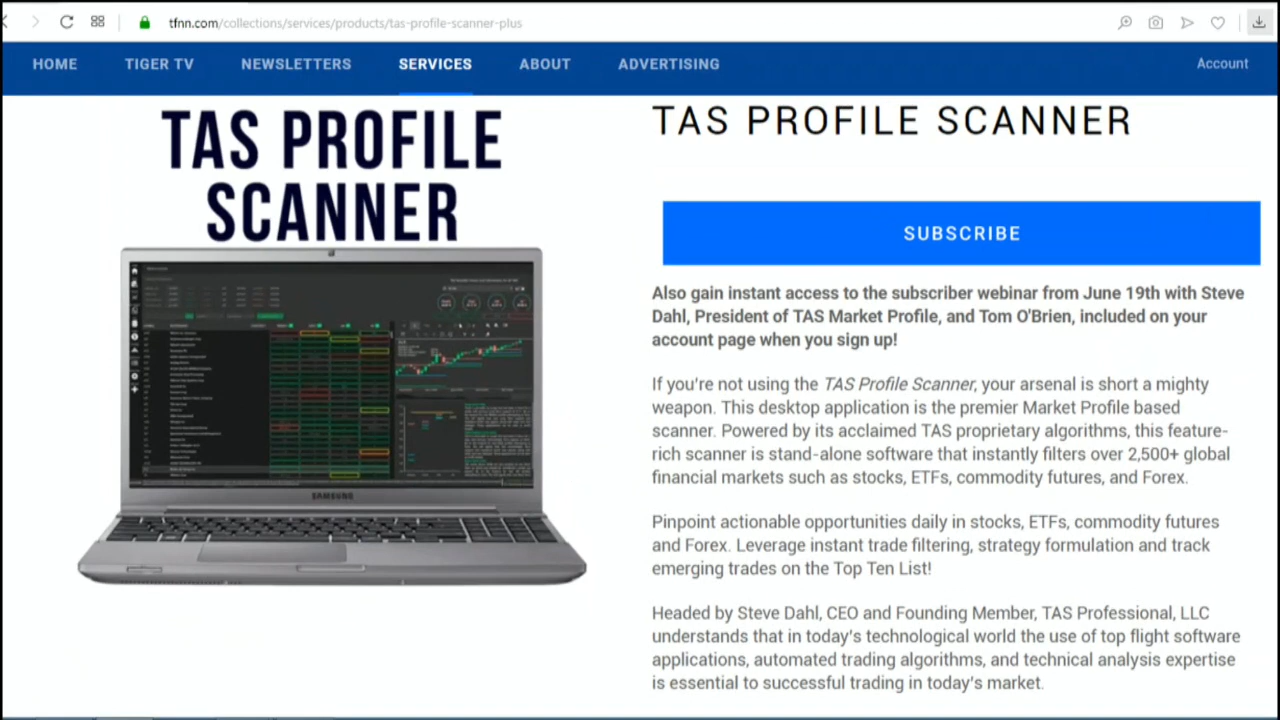 tfnn.com/collections/services/products/tas-profile-scanner-plus
HOME TIGER TV NEWSLETTERS SERVICES ABOUT ADVERTISING Account
TAS PROFILE
SCANNER
SAMSUNG
TAS PROFILE SCANNER
SUBSCRIBE
Also gain instant access to the subscriber webinar from June 19th with Steve
Dahl, President of TAS Market Profile, and Tom O'Brien, included on your
account page when you sign up!
If you're not using the TAS Profile Scanner, your arsenal is short a mighty
weapon. This desktop application is the premier Market Profile based
scanner. Powered by its acclaimed TAS proprietary algorithms, this feature-
rich scanner is stand-alone software that instantly filters over 2,500+ global
financial markets such as stocks, ETFs, commodity futures, and Forex.
Pinpoint actionable opportunities daily in stocks, ETFs, commodity futures
and Forex. Leverage instant trade filtering, strategy formulation and track
emerging trades on the Top Ten List!
Headed by Steve Dahl, CEO and Founding Member, TAS Professional, LLC
understands that in today's technological world the use of top flight software
applications, automated trading algorithms, and technical analysis expertise
is essential to successful trading in today's market.